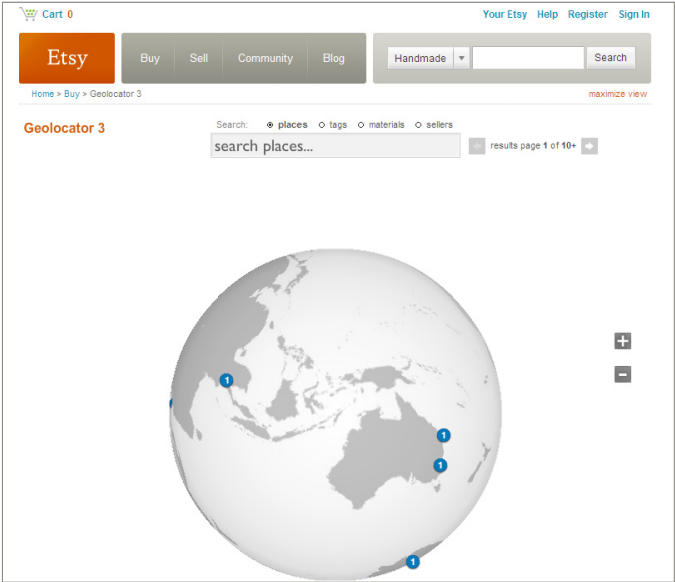 Cart 0
Your Etsy Help Register Sign In
Etsy
Buy Sell Community Blog
Handmade Search
Home > Buy > Geolocator 3
maximize view
Geolocator 3
Search: places tags materials sellers
search places...
results page 1 of 10+
1
1
1
1